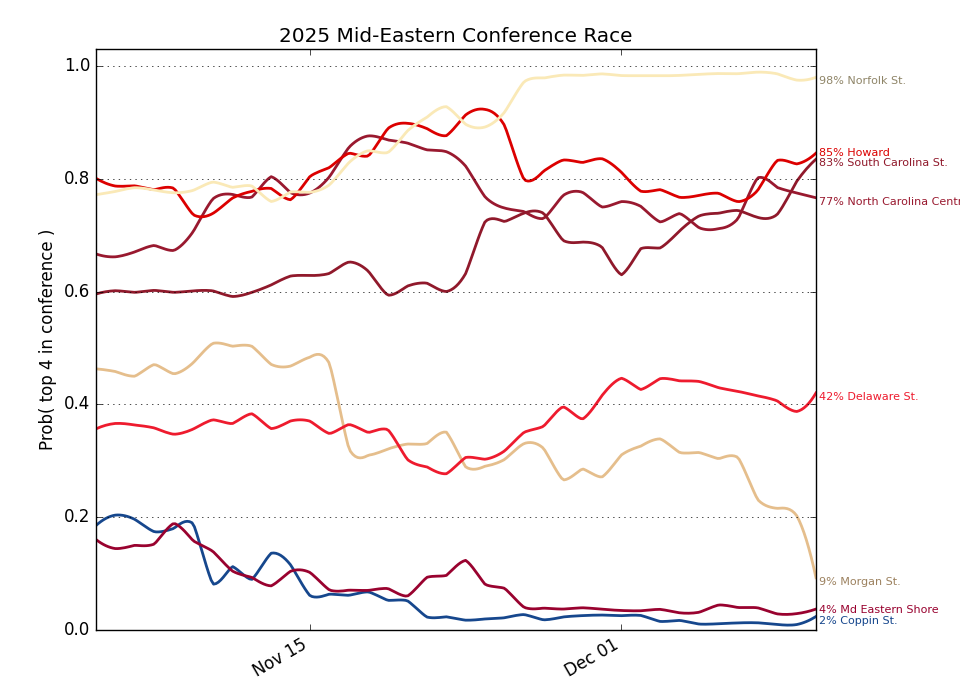 2025 Mid-Eastern Conference Race
Prob( top 4 in conference )
1.0
0.8
0.6
0.4
0.2
0.0
Nov 15
Dec 01
98% Norfolk St.
85% Howard
83% South Carolina St.
77% North Carolina Centr
42% Delaware St.
9% Morgan St.
4% Md Eastern Shore
2% Coppin St.